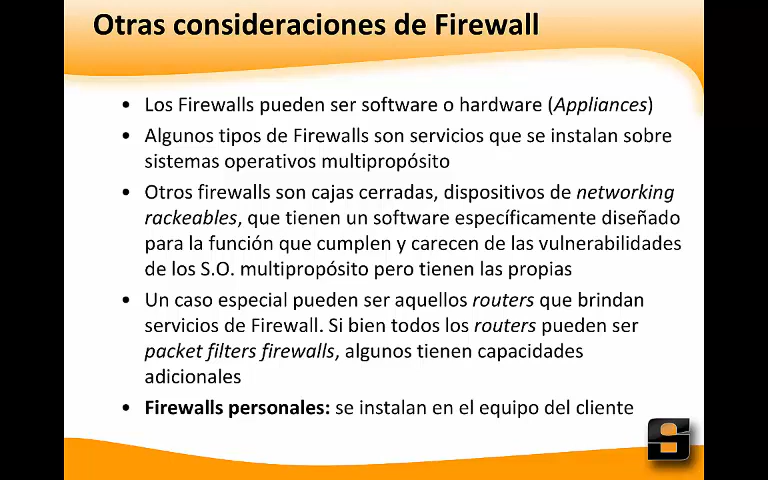 Otras consideraciones de Firewall
• Los Firewalls pueden ser software o hardware (Appliances)
• Algunos tipos de Firewalls son servicios que se instalan sobre
sistemas operativos multipropósito
• Otros firewalls son cajas cerradas, dispositivos de networking
rackeables, que tienen un software específicamente diseñado
para la función que cumplen y carecen de las vulnerabilidades
de los S.O. multipropósito pero tienen las propias
• Un caso especial pueden ser aquellos routers que brindan
servicios de Firewall. Si bien todos los routers pueden ser
packet filters firewalls, algunos tienen capacidades
adicionales
• Firewalls personales: se instalan en el equipo del cliente